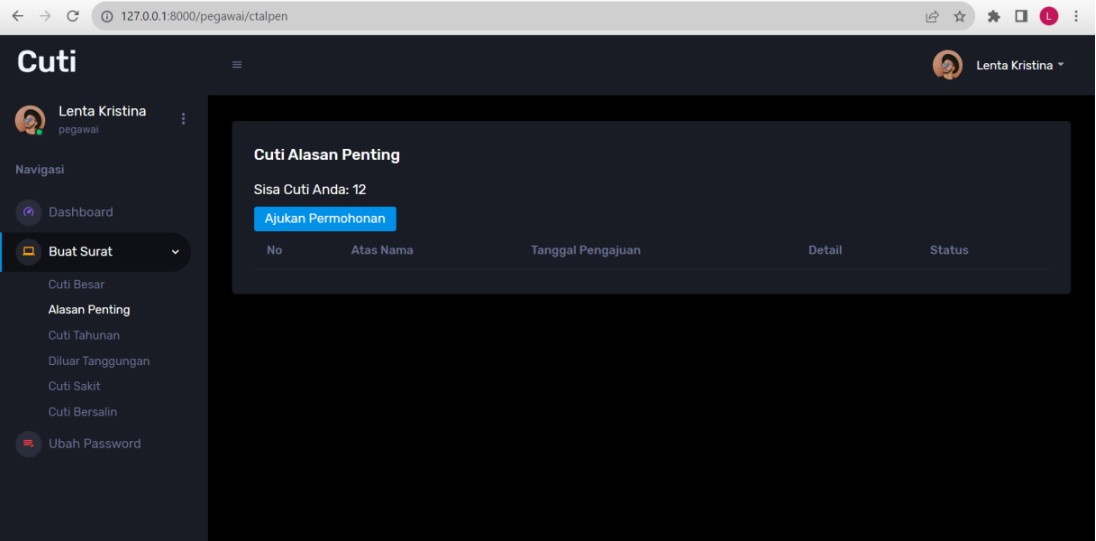 127.0.0.1:8000/pegawai/ctalpen
L
Cuti
Lenta Kristina
Lenta Kristina
pegawai
Navigasi
Dashboard
Buat Surat
Cuti Besar
Alasan Penting
Cuti Tahunan
Diluar Tanggungan
Cuti Sakit
Cuti Bersalin
Ubah Password
Cuti Alasan Penting
Sisa Cuti Anda: 12
Ajukan Permohonan
No Atas Nama Tanggal Pengajuan Detail Status